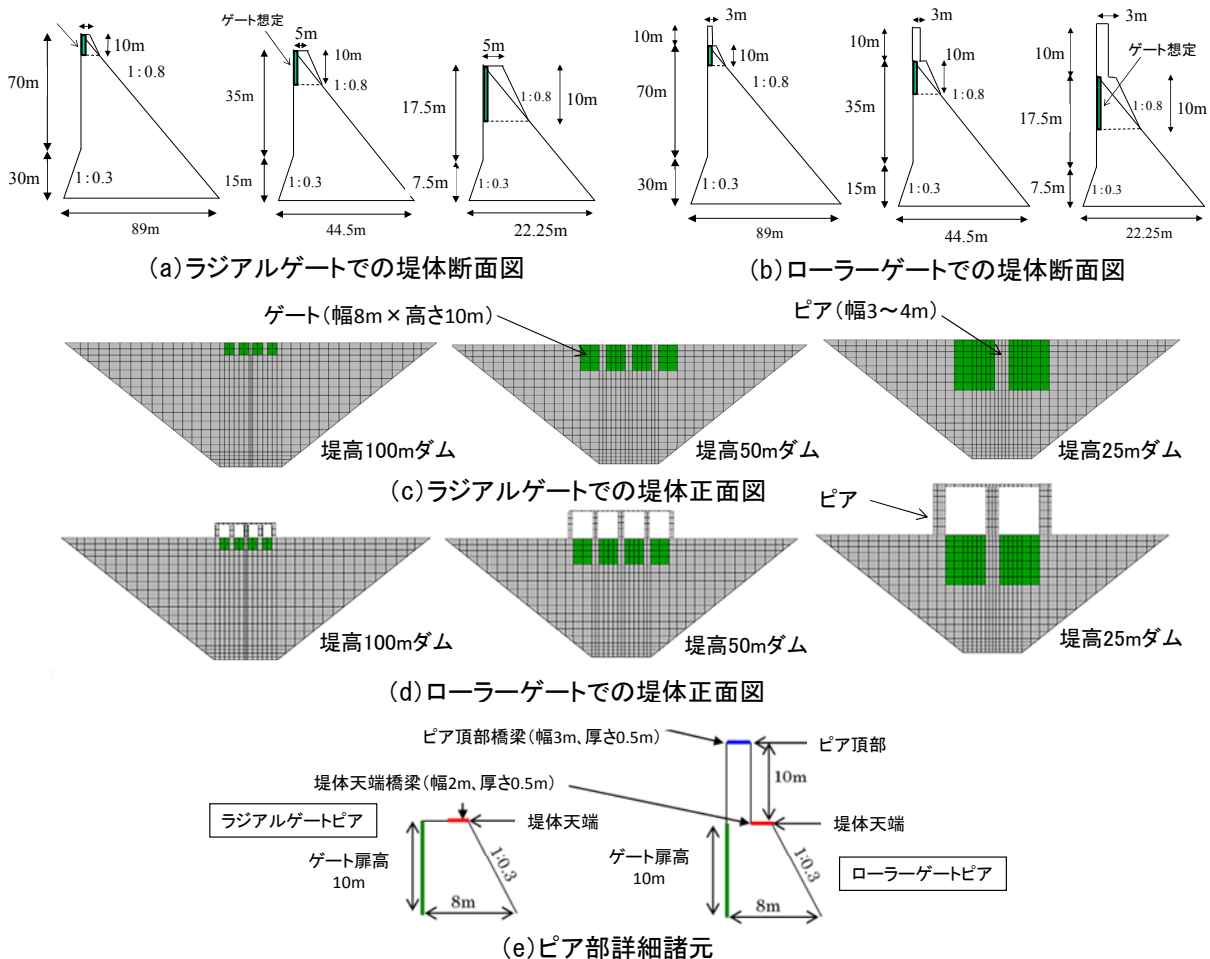 ゲート想定
5m
10m
1:0.8
70m
30m
1:0.3
89m
5m
10m
1:0.8
35m
15m
1:0.3
44.5m
5m
10m
1:0.8
17.5m
7.5m
1:0.3
22.25m
(a)ラジアルゲートでの堤体断面図
3m
10m
10m
1:0.8
70m
30m
1:0.3
89m
3m
10m
10m
1:0.8
35m
15m
1:0.3
44.5m
3m
10m
ゲート想定
1:0.8
10m
17.5m
7.5m
1:0.3
22.25m
(b)ローラーゲートでの堤体断面図
ゲート(幅8m×高さ10m)
ピア(幅3~4m)
堤高100mダム
堤高50mダム
堤高25mダム
(c)ラジアルゲートでの堤体正面図
ピア
堤高100mダム
堤高50mダム
堤高25mダム
(d)ローラーゲートでの堤体正面図
ピア頂部橋梁(幅3m、厚さ0.5m)
ピア頂部
10m
堤体天端橋梁(幅2m、厚さ0.5m)
ラジアルゲートピア
堤体天端
ゲート扉高
10m
1:0.3
8m
堤体天端
ゲート扉高
10m
1:0.3
ローラーゲートピア
8m
(e)ピア部詳細諸元